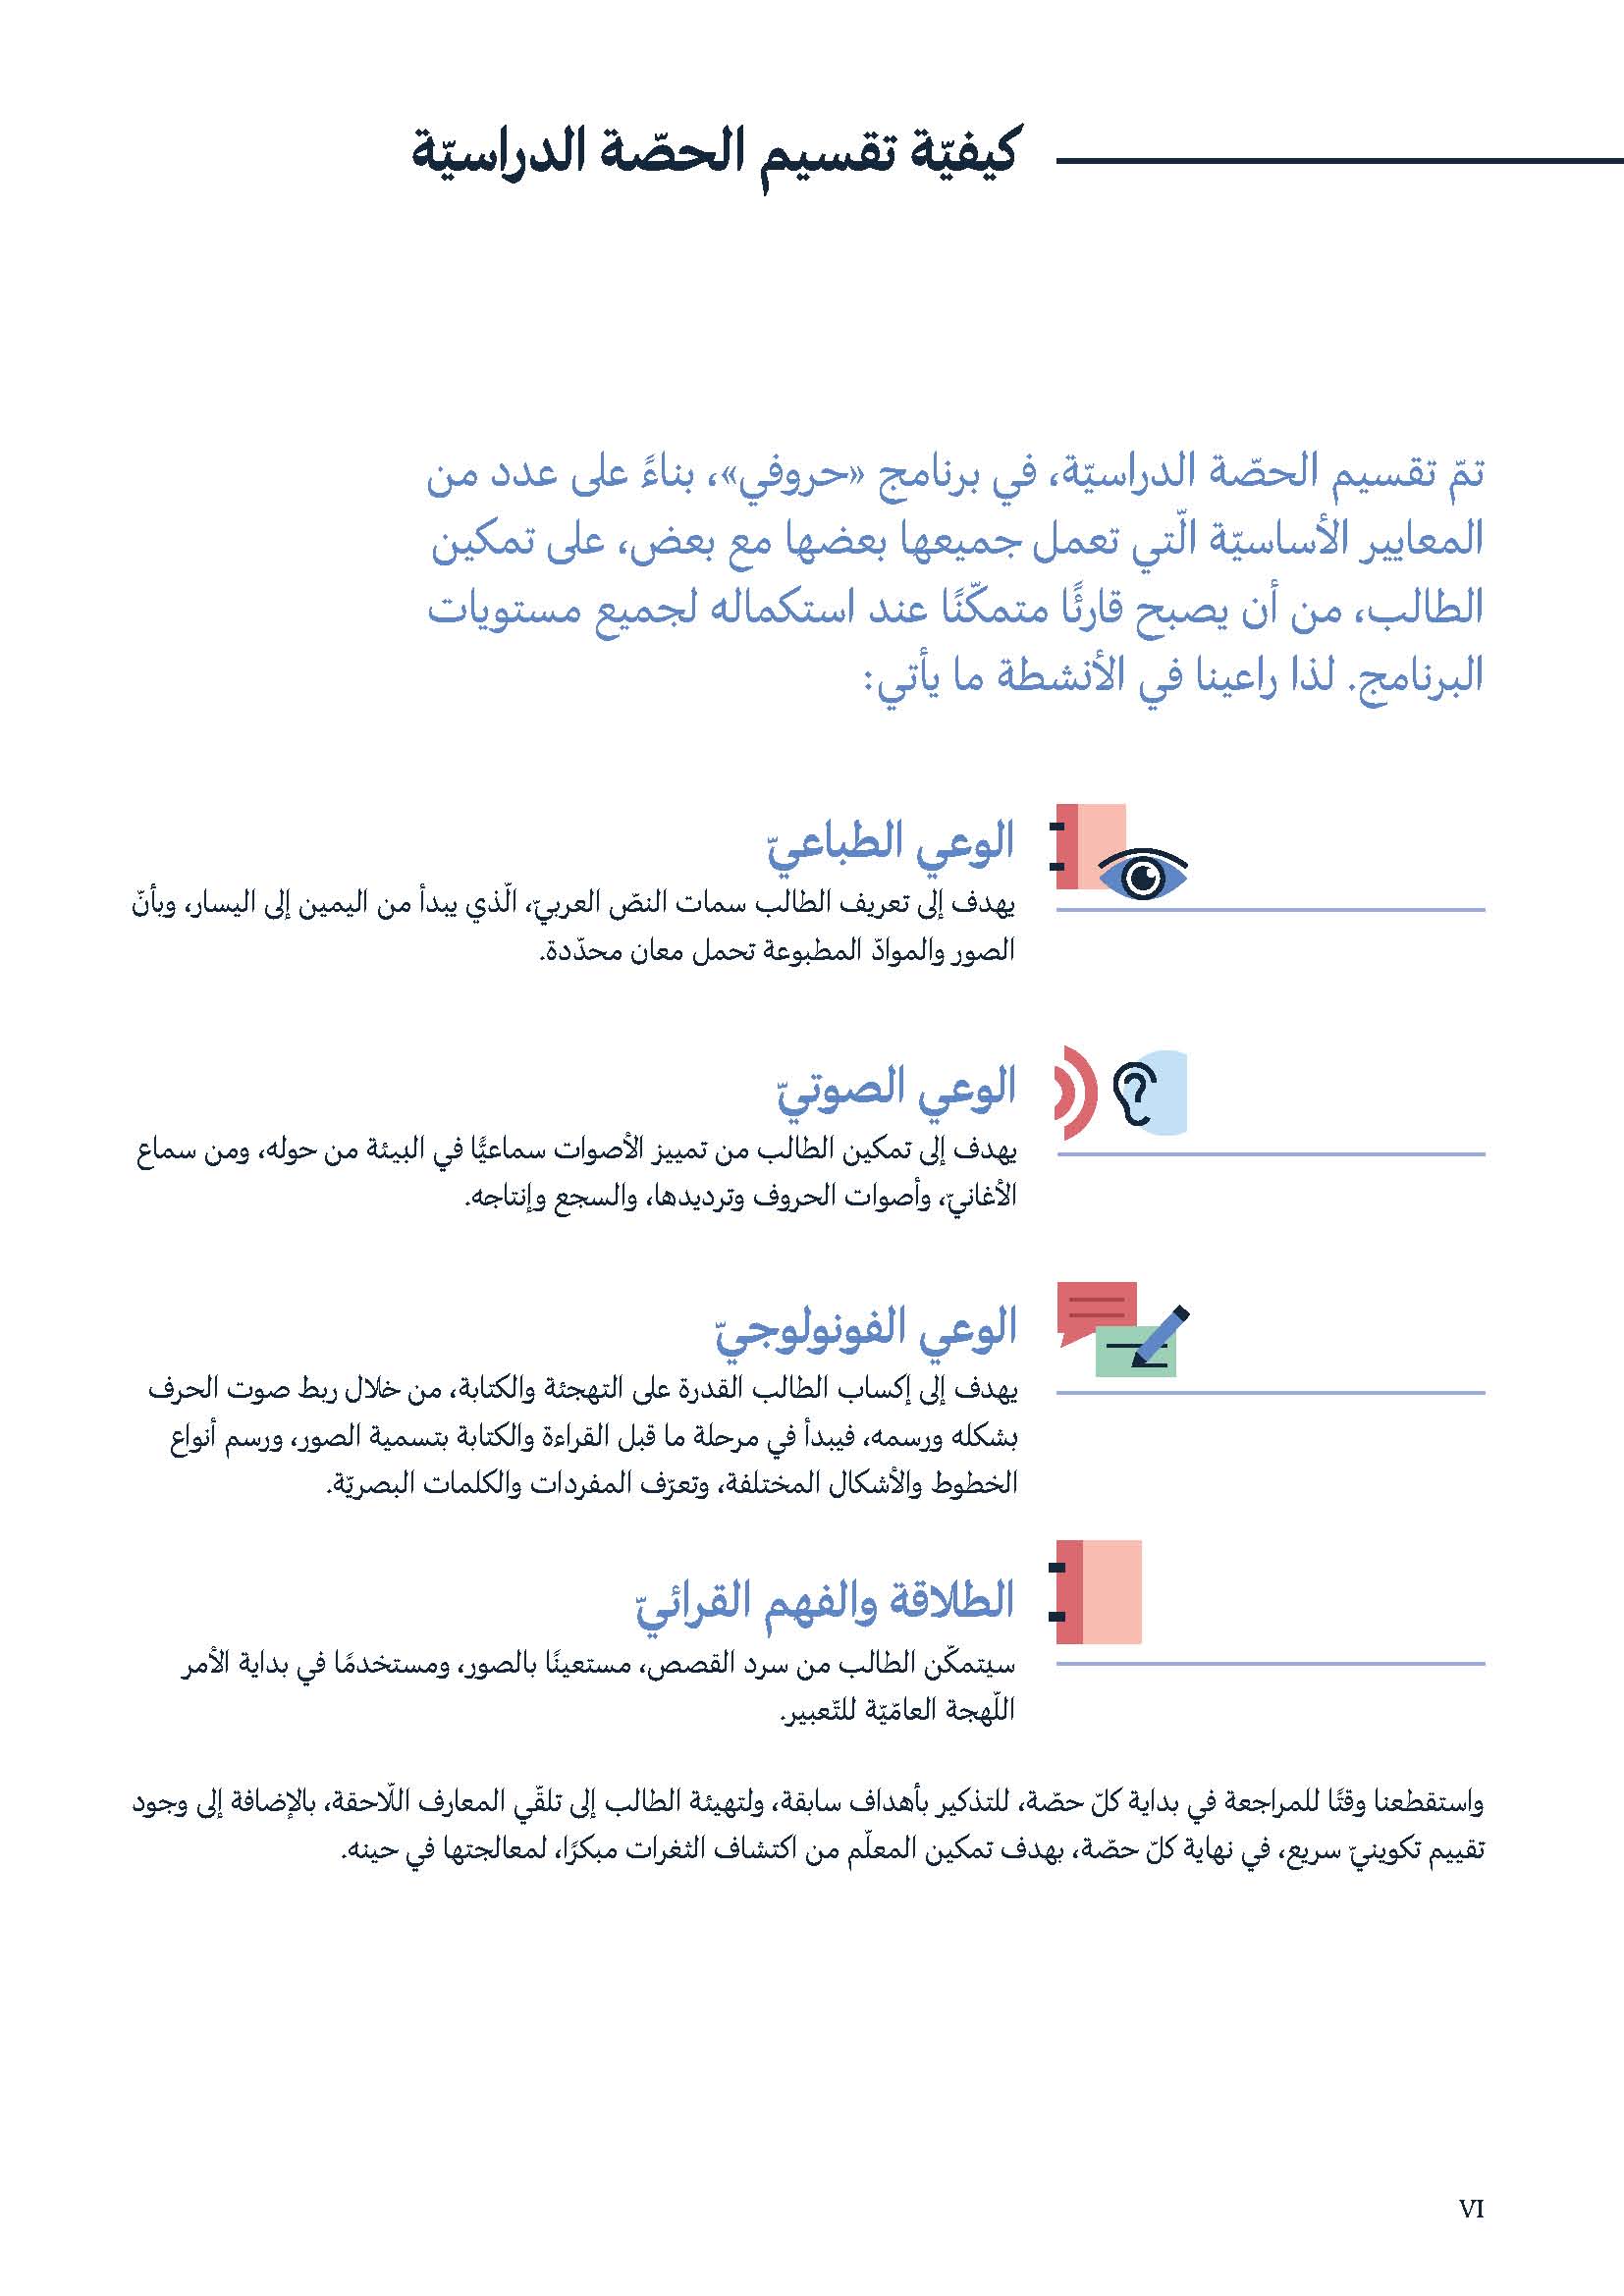 كيفيّة تقسيم الحصّة الدراسيّة
تمّ تقسيم الحصّة الدراسيّة، في برنامج «حروفي»، بناءً على عدد من
المعايير الأساسيّة الّتي تعمل جميعها بعضها مع بعض، على تمكين
الطالب، من أن يصبح قارئًا متمكّنًا عند استكماله لجميع مستويات
البرنامج. لذا راعينا في الأنشطة ما يأتي:
الوعي الطباعيّ
يهدف إلى تعريف الطالب سمات النصّ العربيّ، الّذي يبدأ من اليمين إلى اليسار، وبأنّ
الصور والموادّ المطبوعة تحمل معان محدّدة.
الوعي الصوتيّ
يهدف إلى تمكين الطالب من تمييز الأصوات سماعيًّا في البيئة من حوله، ومن سماع
الأغانيّ، وأصوات الحروف وترديدها، والسجع وإنتاجه.
الوعي الفونولوجيّ
يهدف إلى إكساب الطالب القدرة على التهجئة والكتابة، من خلال ربط صوت الحرف
بشكله ورسمه، فيبدأ في مرحلة ما قبل القراءة والكتابة بتسمية الصور، ورسم أنواع
الخطوط والأشكال المختلفة، وتعرّف المفردات والكلمات البصريّة.
الطلاقة والفهم القرائيّ
سيتمكّن الطالب من سرد القصص، مستعينًا بالصور، ومستخدمًا في بداية الأمر
اللّهجة العامّيّة للتّعبير.
واستقطعنا وقتًا للمراجعة في بداية كلّ حصّة، للتذكير بأهداف سابقة، ولتهيئة الطالب إلى تلقّي المعارف اللّاحقة، بالإضافة إلى وجود
تقييم تكوينيّ سريع، في نهاية كلّ حصّة، بهدف تمكين المعلّم من اكتشاف الثغرات مبكرًا، لمعالجتها في حينه.
VI